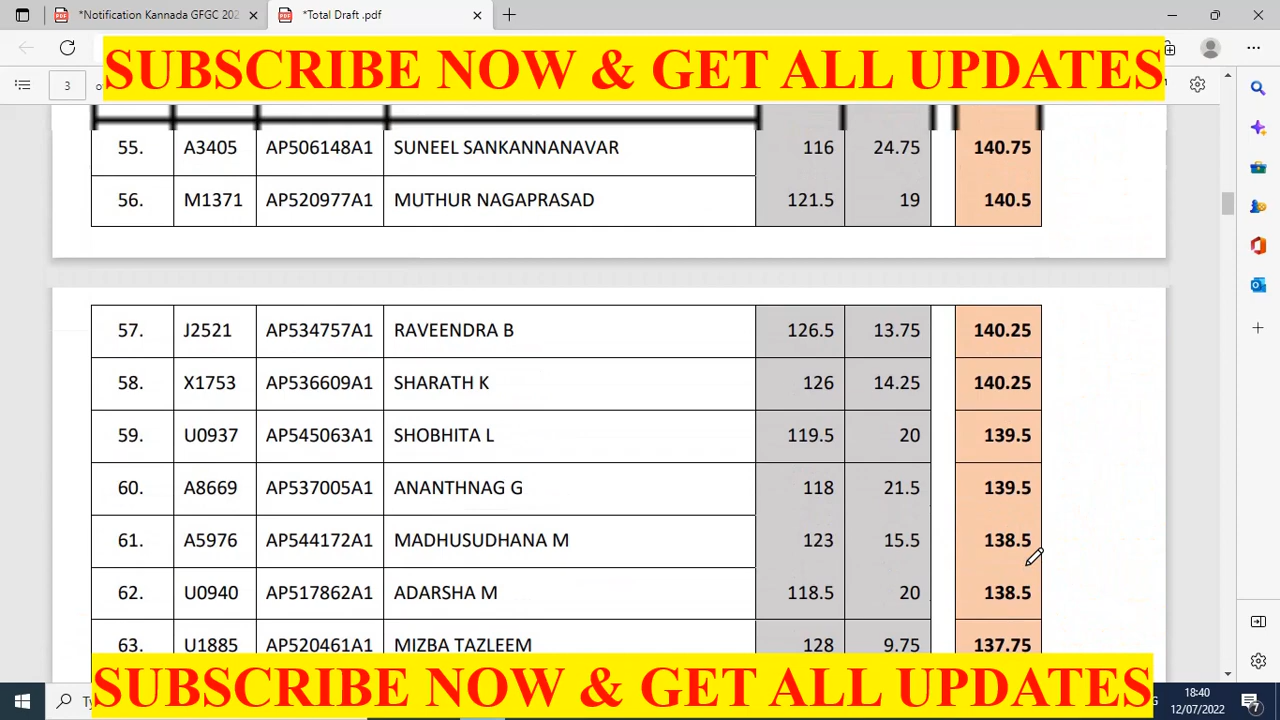 *Notification Kannada GFGC 202
*Total Draft .pdf
SUBSCRIBE NOW & GET ALL UPDATES
3
55. A3405 AP506148A1 SUNEEL SANKANNANAVAR 116 24.75 140.75
56. M1371 AP520977A1 MUTHUR NAGAPRASAD 121.5 19 140.5
57. J2521 AP534757A1 RAVEENDRA B 126.5 13.75 140.25
58. X1753 AP536609A1 SHARATH K 126 14.25 140.25
59. U0937 AP545063A1 SHOBHITA L 119.5 20 139.5
60. A8669 AP537005A1 ANANTHNAG G 118 21.5 139.5
61. A5976 AP544172A1 MADHUSUDHANA M 123 15.5 138.5
62. U0940 AP517862A1 ADARSHA M 118.5 20 138.5
63. U1885 AP520461A1 MIZBA TAZLEEM 128 9.75 137.75
SUBSCRIBE NOW & GET ALL UPDATES
18:40
12/07/2022
7